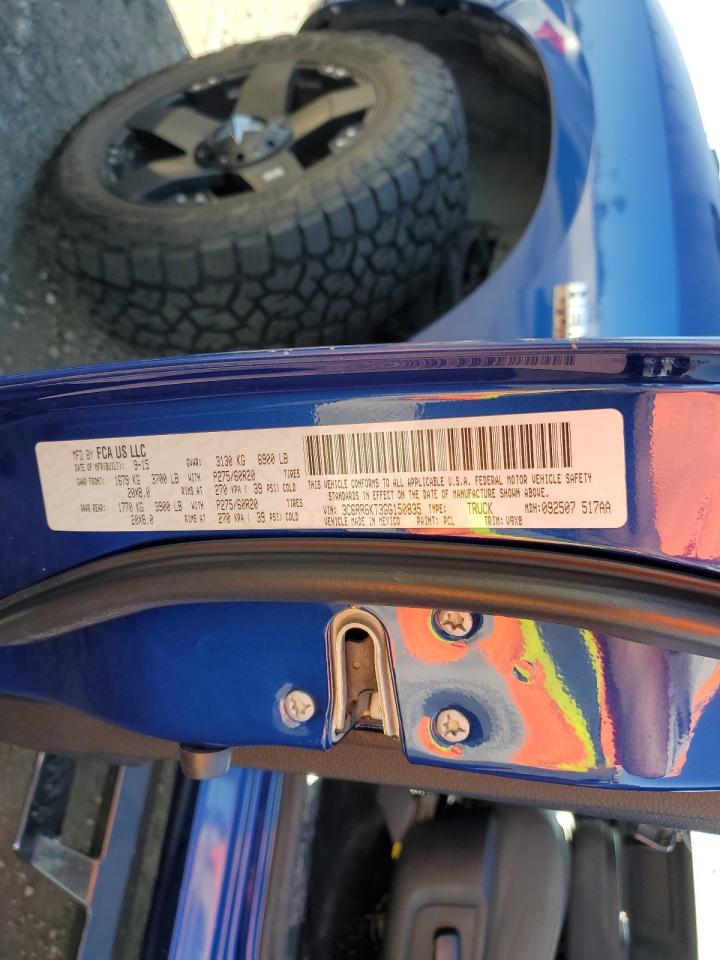 MFD BY FCA US LLC
DATE OF MFR(BUILT): 9-15 GVWR: 3130 KG 6900 LB
GAWR FRONT: 1679 KG 3700 LB WITH P275/60R20 TIRES
20X8.0 RIMS AT 270 KPA ( 39 PSI) COLD
GAWR REAR: 1770 KG 3900 LB WITH P275/60R20 TIRES
20X8.0 RIMS AT 270 KPA ( 39 PSI) COLD
THIS VEHICLE CONFORMS TO ALL APPLICABLE U.S.A. FEDERAL MOTOR VEHICLE SAFETY
STANDARDS IN EFFECT ON THE DATE OF MANUFACTURE SHOWN ABOVE.
VIN: 3C6RR6KT3GG150835 TYPE: TRUCK MDH: 092507 517AA
VEHICLE MADE IN MEXICO PAINT: PCL TRIM: W9X8